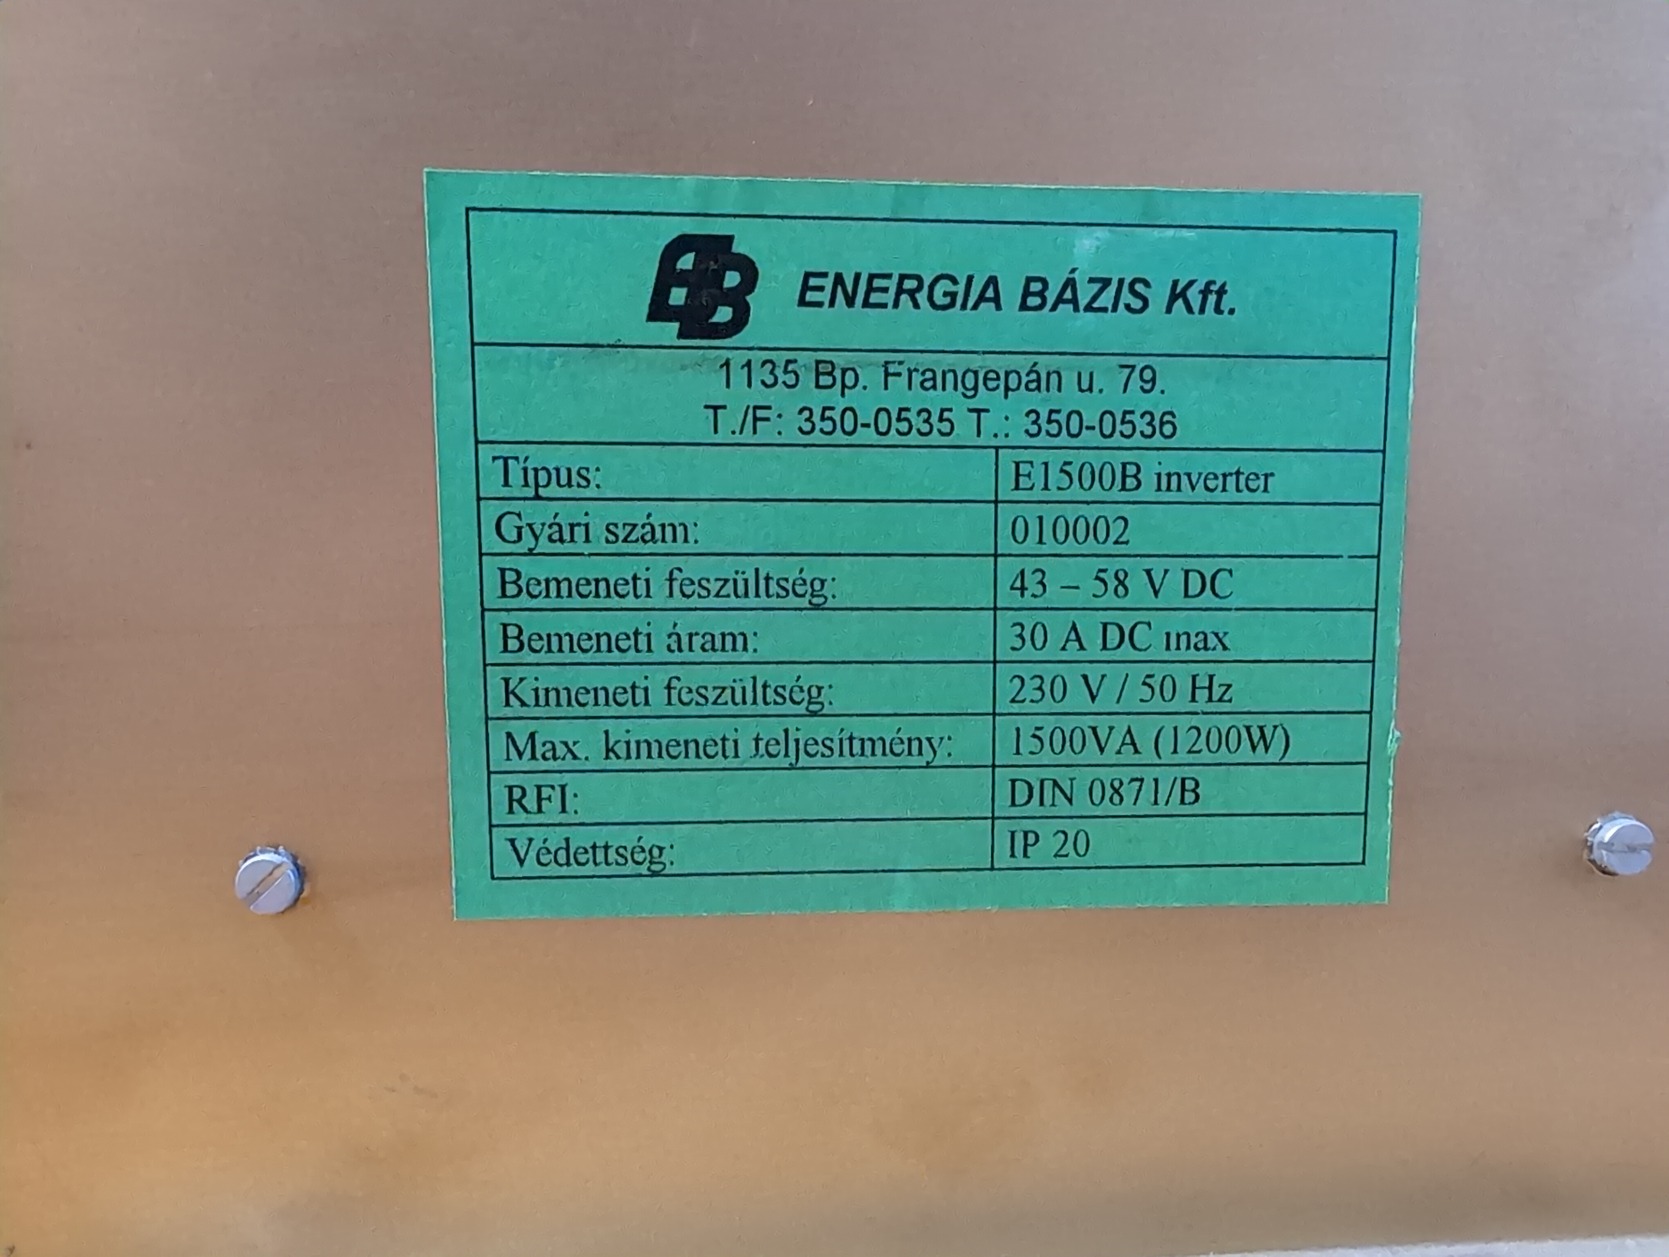 EB ENERGIA BÁZIS Kft.
1135 Bp. Frangepán u. 79.
T./F: 350-0535 T.: 350-0536
Típus: E1500B inverter
Gyári szám: 010002
Bemeneti feszültség: 43 – 58 V DC
Bemeneti áram: 30 A DC max
Kimeneti feszültség: 230 V / 50 Hz
Max. kimeneti teljesítmény: 1500VA (1200W)
RFI: DIN 0871/B
Védettség: IP 20